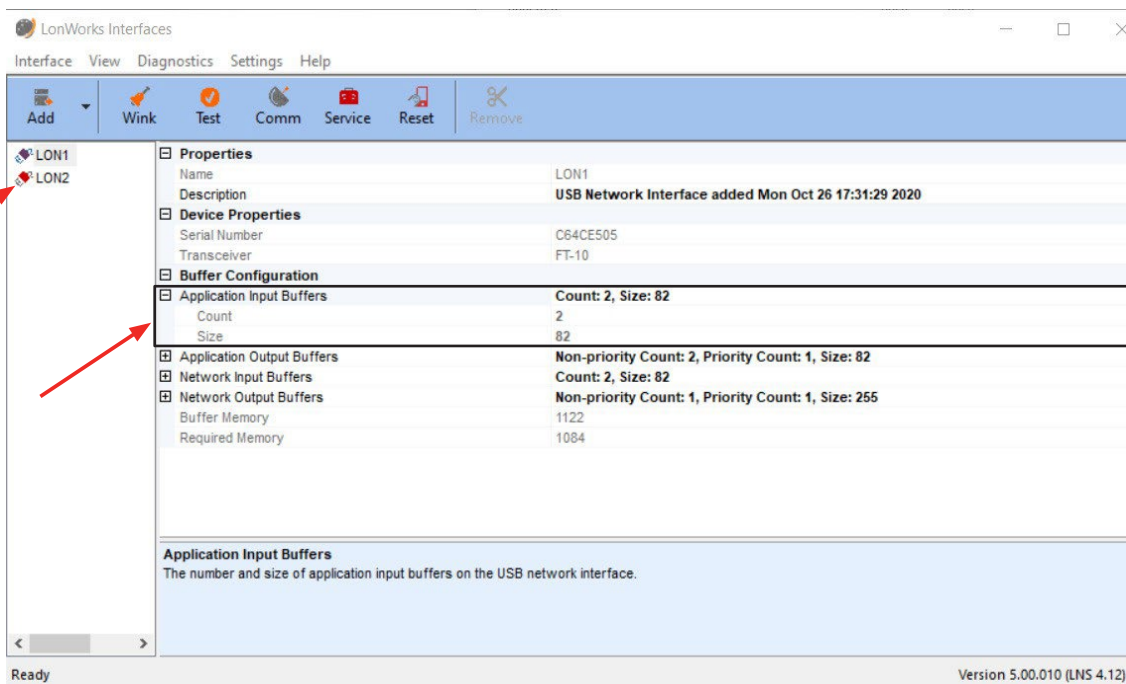 LonWorks Interfaces
Interface View Diagnostics Settings Help
Add Wink Test Comm Service Reset Remove
LON1
LON2
Properties
Name LON1
Description USB Network Interface added Mon Oct 26 17:31:29 2020
Device Properties
Serial Number C64CE505
Transceiver FT-10
Buffer Configuration
Application Input Buffers Count: 2, Size: 82
Count 2
Size 82
Application Output Buffers Non-priority Count: 2, Priority Count: 1, Size: 82
Network Input Buffers Count: 2, Size: 82
Network Output Buffers Non-priority Count: 1, Priority Count: 1, Size: 255
Buffer Memory 1122
Required Memory 1084
Application Input Buffers
The number and size of application input buffers on the USB network interface.
Ready Version 5.00.010 (LNS 4.12)